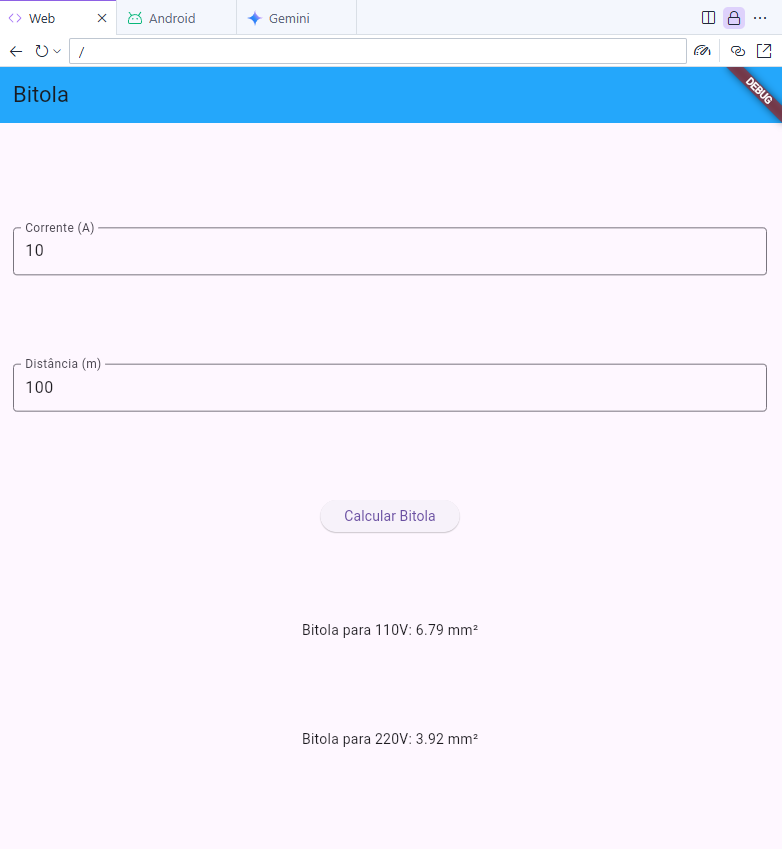 Web
Android
Gemini
/
Bitola
DEBUG
Corrente (A)
10
Distância (m)
100
Calcular Bitola
Bitola para 110V: 6.79 mm²
Bitola para 220V: 3.92 mm²